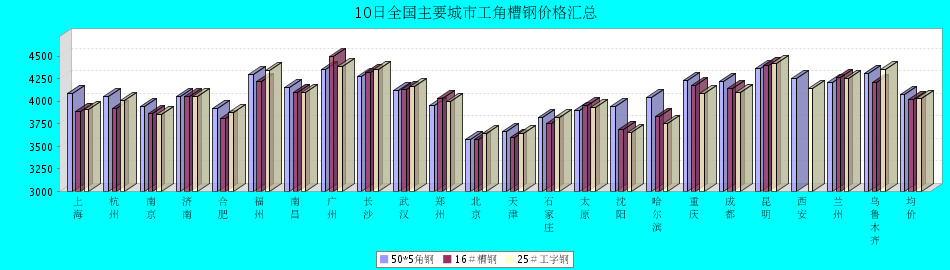 10日全国主要城市工角槽钢价格汇总
4500
4250
4000
3750
3500
3250
3000
上海
杭州
南京
济南
合肥
福州
南昌
广州
长沙
武汉
郑州
北京
天津
石家庄
太原
沈阳
哈尔滨
重庆
成都
昆明
西安
兰州
乌鲁木齐
均价
50*5角钢 16#槽钢 25#工字钢